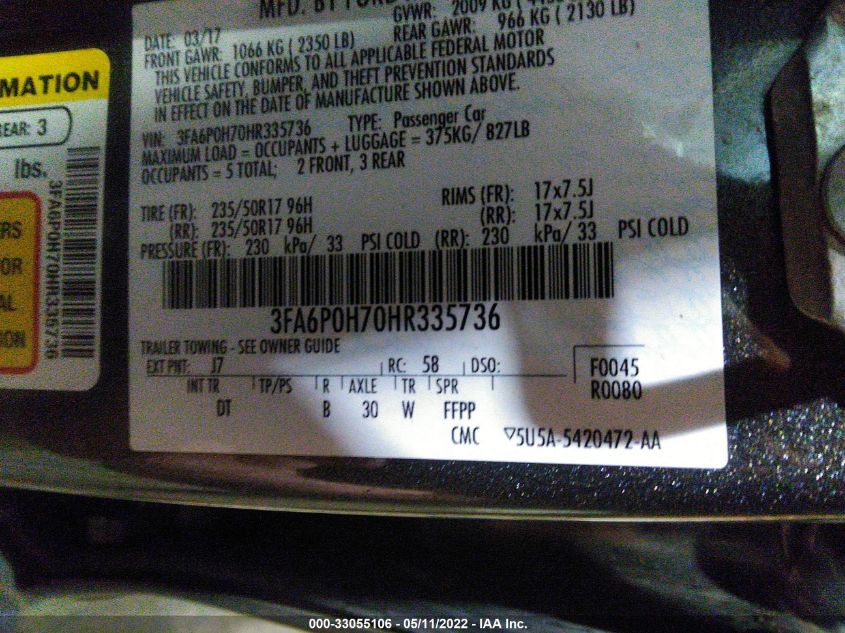 MFD. BY FORD
GVWR: 2009 KG
DATE: 03/17
FRONT GAWR: 1066 KG ( 2350 LB)
REAR GAWR: 966 KG ( 2130 LB)
THIS VEHICLE CONFORMS TO ALL APPLICABLE FEDERAL MOTOR
VEHICLE SAFETY, BUMPER, AND THEFT PREVENTION STANDARDS
IN EFFECT ON THE DATE OF MANUFACTURE SHOWN ABOVE.
VIN: 3FA6P0H70HR335736 TYPE: Passenger Car
MAXIMUM LOAD = OCCUPANTS + LUGGAGE = 375KG/ 827LB
OCCUPANTS = 5 TOTAL; 2 FRONT, 3 REAR
TIRE (FR): 235/50R17 96H RIMS (FR): 17x7.5J
(RR): 235/50R17 96H (RR): 17x7.5J
PRESSURE (FR): 230 kPa/ 33 PSI COLD (RR): 230 kPa/ 33 PSI COLD
3FA6P0H70HR335736
TRAILER TOWING - SEE OWNER GUIDE
EXT PNT: J7 RC: 58 DSO:
F0045
R0080
INT TR TP/PS R AXLE TR SPR
DT B 30 W FFPP
CMC ▽5U5A-5420472-AA
MATION
REAR: 3
lbs.
3FA6P0H70HR335736
ERS
OR
AL
ION
000-33055106 - 05/11/2022 - IAA Inc.